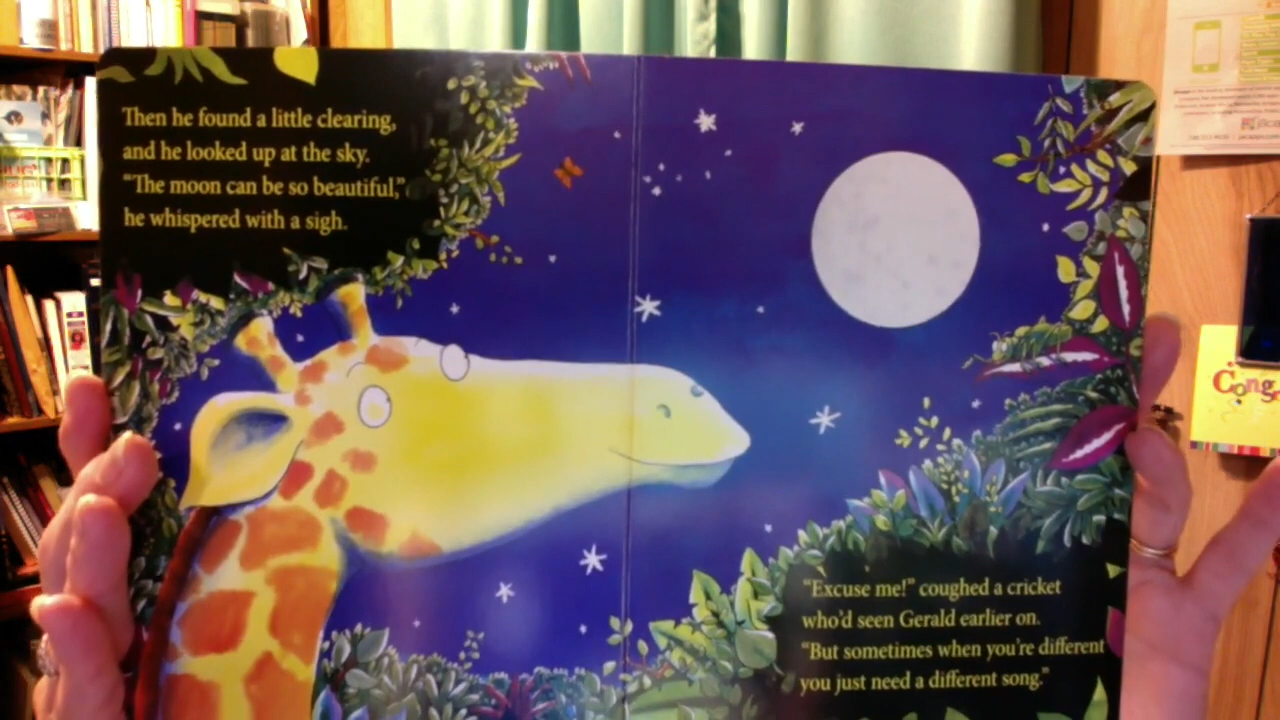 Then he found a little clearing,
and he looked up at the sky.
“The moon can be so beautiful,”
he whispered with a sigh.
“Excuse me!” coughed a cricket
who’d seen Gerald earlier on.
“But sometimes when you’re different
you just need a different song.”